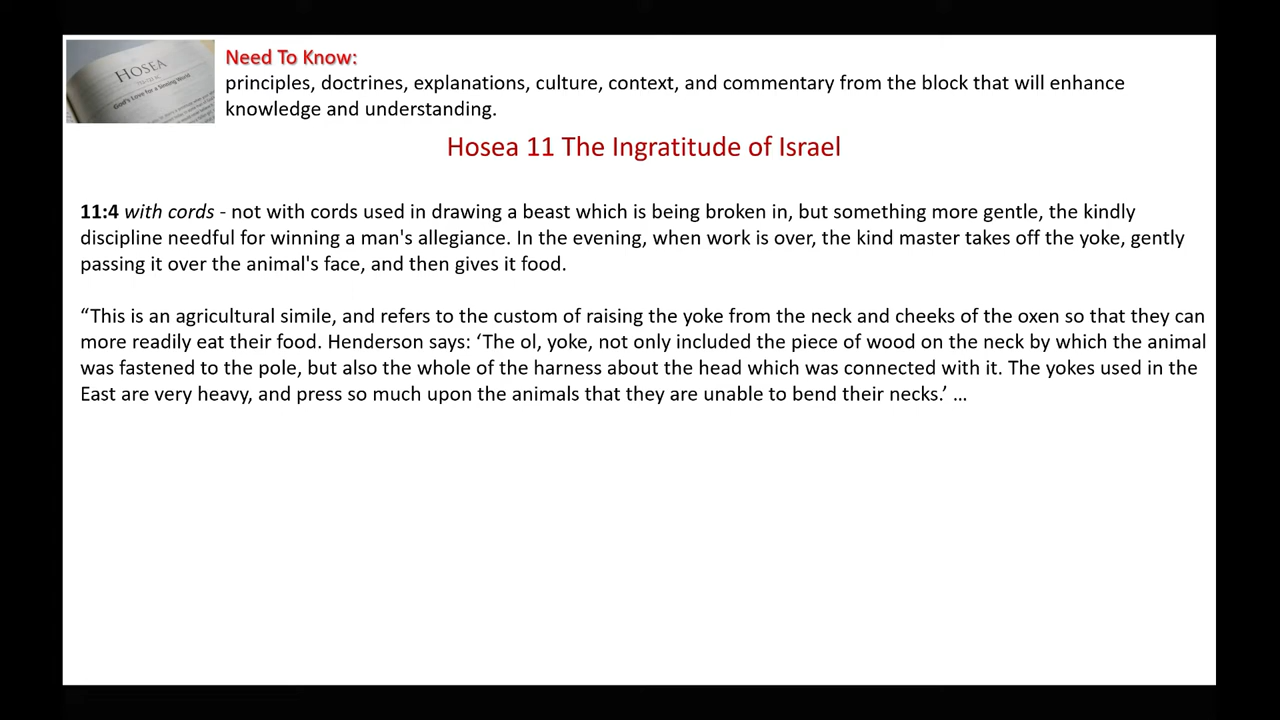 HOSEA
God's Love for a Sinning World
Need To Know:
principles, doctrines, explanations, culture, context, and commentary from the block that will enhance
knowledge and understanding.
Hosea 11 The Ingratitude of Israel
11:4 with cords - not with cords used in drawing a beast which is being broken in, but something more gentle, the kindly
discipline needful for winning a man's allegiance. In the evening, when work is over, the kind master takes off the yoke, gently
passing it over the animal's face, and then gives it food.
“This is an agricultural simile, and refers to the custom of raising the yoke from the neck and cheeks of the oxen so that they can
more readily eat their food. Henderson says: ‘The ol, yoke, not only included the piece of wood on the neck by which the animal
was fastened to the pole, but also the whole of the harness about the head which was connected with it. The yokes used in the
East are very heavy, and press so much upon the animals that they are unable to bend their necks.’ …